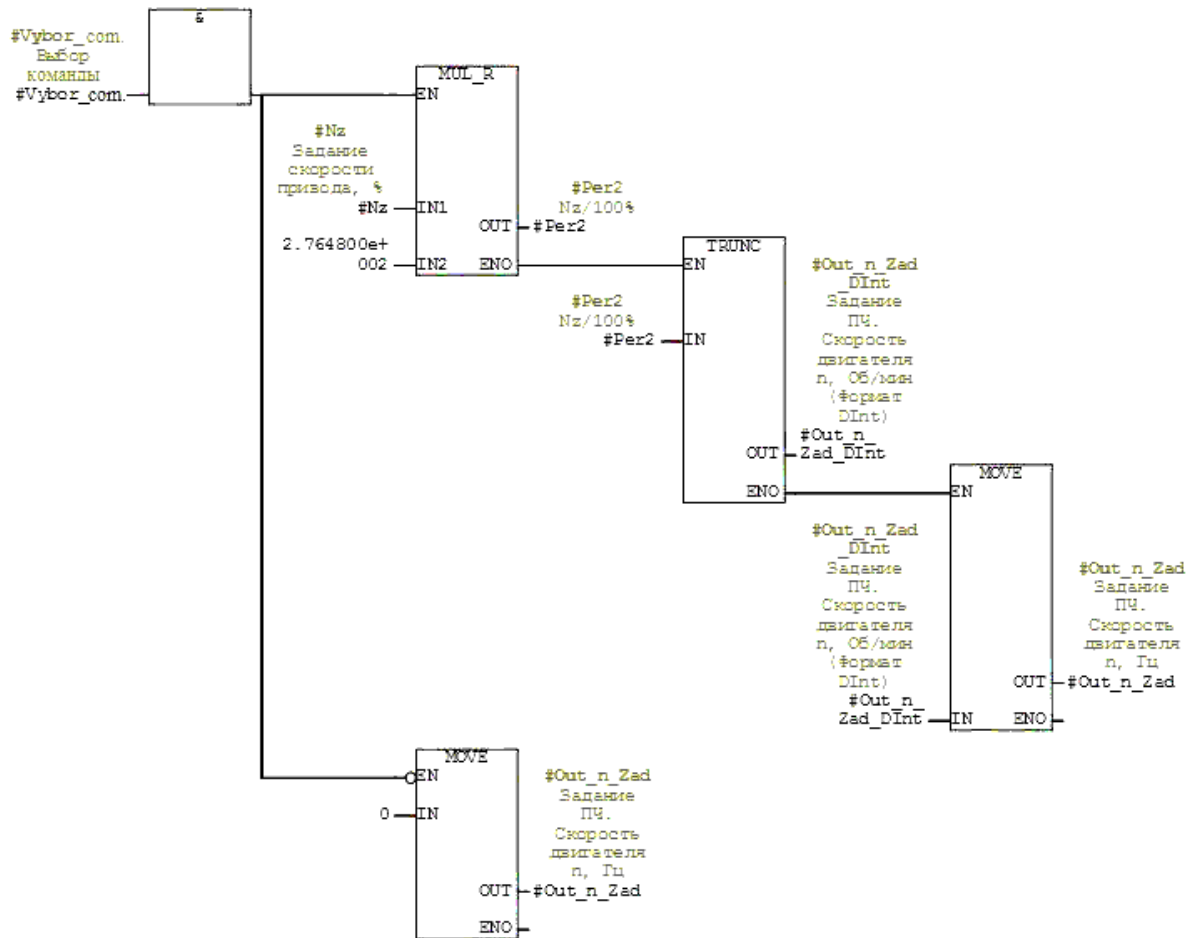 &
#Vybor_com.
Выбор
команды
#Vybor_com.
MUL_R
EN
#Nz
Задание
скорости
привода, %
#Nz
IN1
2.764800e+
002
IN2
OUT
#Per2
Nz/100%
#Per2
ENO
TRUNC
EN
#Per2
Nz/100%
#Per2
IN
#Out_n_Zad
_DInt
Задание
ПЧ.
Скорость
двигателя
n, Об/мин
(формат
DInt)
OUT
#Out_n_
Zad_DInt
ENO
MOVE
EN
#Out_n_Zad
_DInt
Задание
ПЧ.
Скорость
двигателя
n, Об/мин
(формат
DInt)
#Out_n_
Zad_DInt
IN
#Out_n_Zad
Задание
ПЧ.
Скорость
двигателя
n, Гц
OUT
#Out_n_Zad
ENO
MOVE
EN
0
IN
#Out_n_Zad
Задание
ПЧ.
Скорость
двигателя
n, Гц
OUT
#Out_n_Zad
ENO